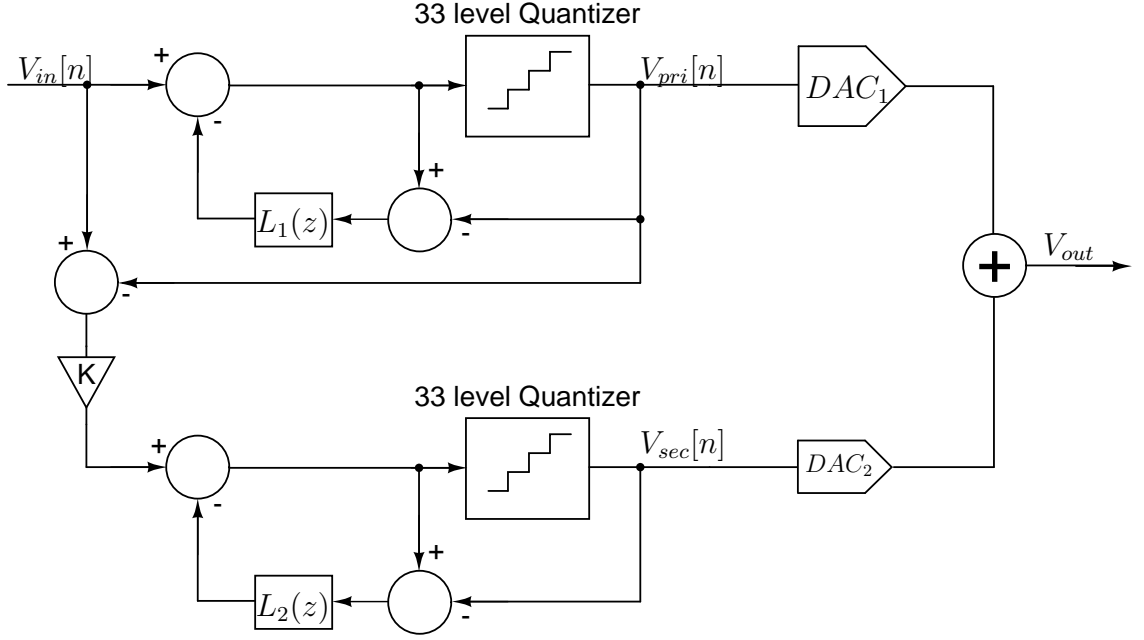 33 level Quantizer
V_{in}[n]
+
-
V_{pri}[n]
DAC_1
+
L_1(z)
-
+
-
+
V_{out}
K
33 level Quantizer
+
-
V_{sec}[n]
DAC_2
+
L_2(z)
-